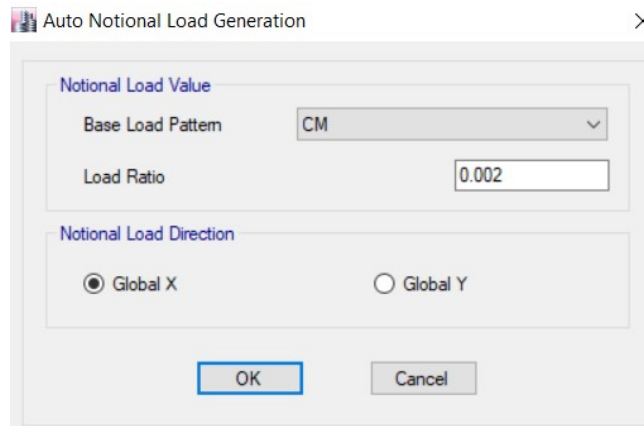 Auto Notional Load Generation
Notional Load Value
Base Load Pattern CM
Load Ratio 0.002
Notional Load Direction
Global X Global Y
OK Cancel